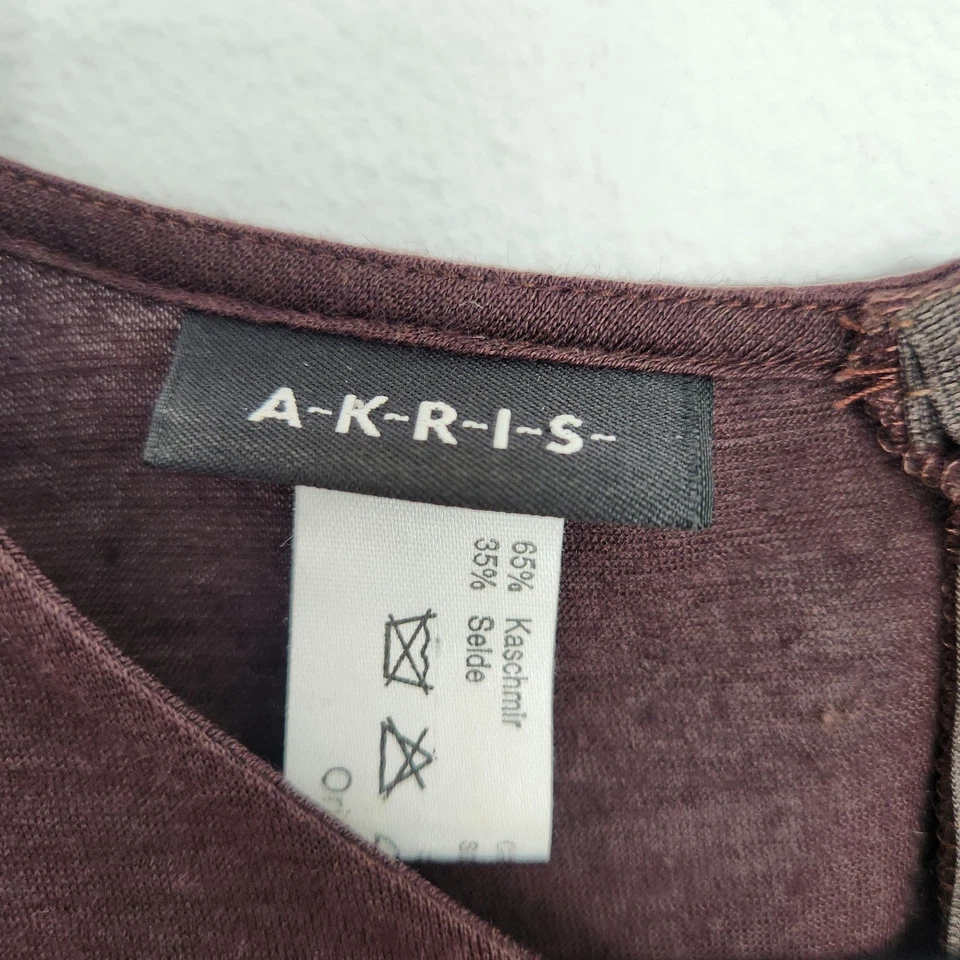 A~K~R~I~S~
65% Kaschmir
35% Seide